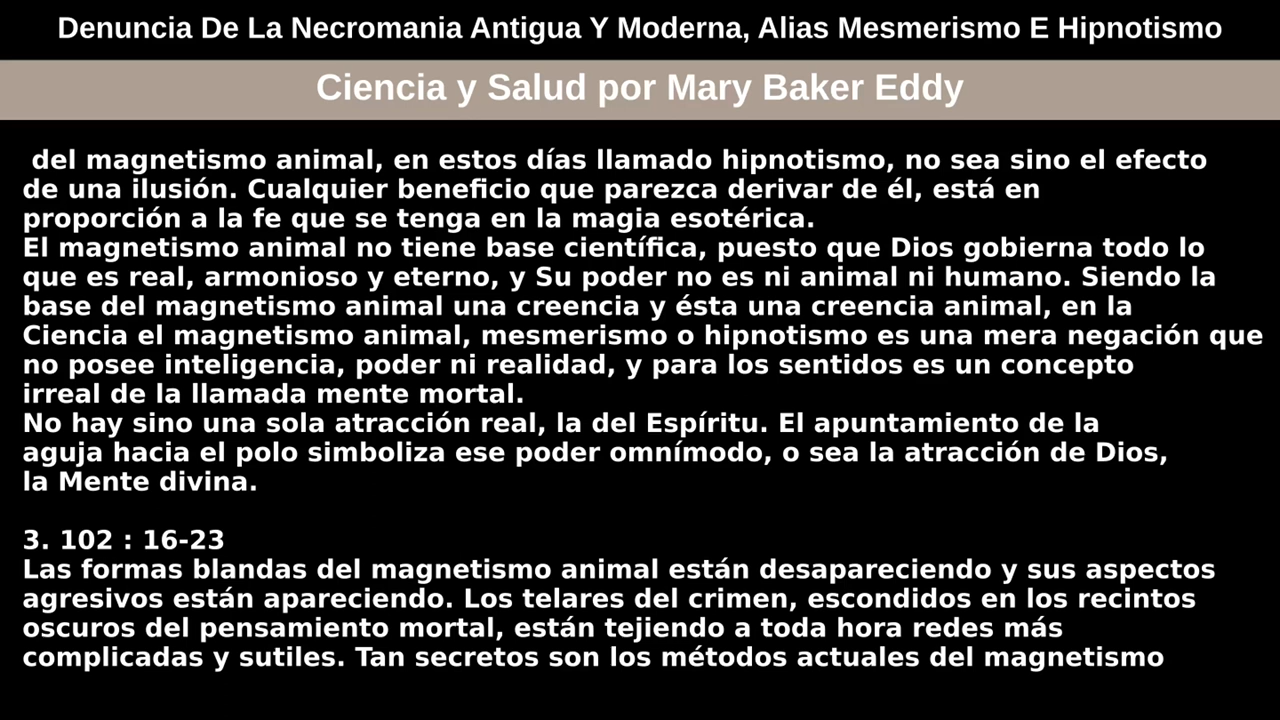 Denuncia De La Necromania Antigua Y Moderna, Alias Mesmerismo E Hipnotismo
Ciencia y Salud por Mary Baker Eddy
del magnetismo animal, en estos días llamado hipnotismo, no sea sino el efecto
de una ilusión. Cualquier beneficio que parezca derivar de él, está en
proporción a la fe que se tenga en la magia esotérica.
El magnetismo animal no tiene base científica, puesto que Dios gobierna todo lo
que es real, armonioso y eterno, y Su poder no es ni animal ni humano. Siendo la
base del magnetismo animal una creencia y ésta una creencia animal, en la
Ciencia el magnetismo animal, mesmerismo o hipnotismo es una mera negación que
no posee inteligencia, poder ni realidad, y para los sentidos es un concepto
irreal de la llamada mente mortal.
No hay sino una sola atracción real, la del Espíritu. El apuntamiento de la
aguja hacia el polo simboliza ese poder omnímodo, o sea la atracción de Dios,
la Mente divina.
3. 102 : 16-23
Las formas blandas del magnetismo animal están desapareciendo y sus aspectos
agresivos están apareciendo. Los telares del crimen, escondidos en los recintos
oscuros del pensamiento mortal, están tejiendo a toda hora redes más
complicadas y sutiles. Tan secretos son los métodos actuales del magnetismo